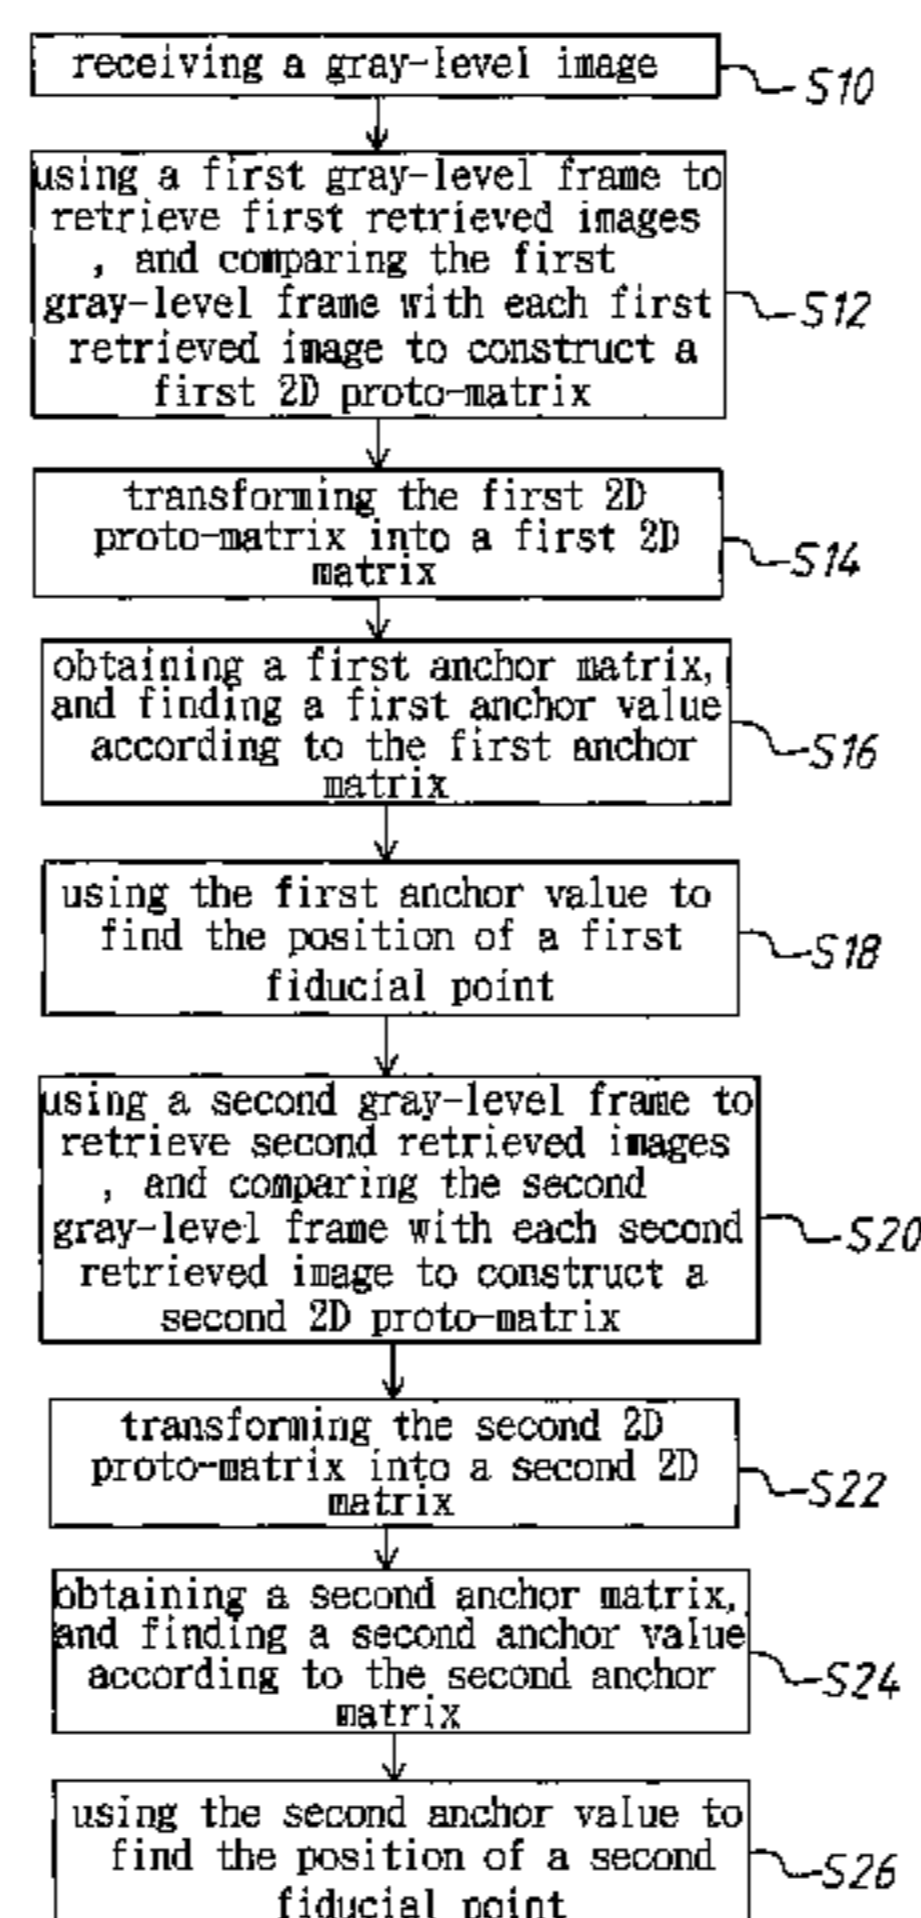 receiving a gray-level image
S10
using a first gray-level frame to
retrieve first retrieved images
, and comparing the first
gray-level frame with each first
retrieved image to construct a
first 2D proto-matrix
S12
transforming the first 2D
proto-matrix into a first 2D
matrix
S14
obtaining a first anchor matrix,
and finding a first anchor value
according to the first anchor
matrix
S16
using the first anchor value to
find the position of a first
fiducial point
S18
using a second gray-level frame to
retrieve second retrieved images
, and comparing the second
gray-level frame with each second
retrieved image to construct a
second 2D proto-matrix
S20
transforming the second 2D
proto-matrix into a second 2D
matrix
S22
obtaining a second anchor matrix,
and finding a second anchor value
according to the second anchor
matrix
S24
using the second anchor value to
find the position of a second
fiducial point
S26